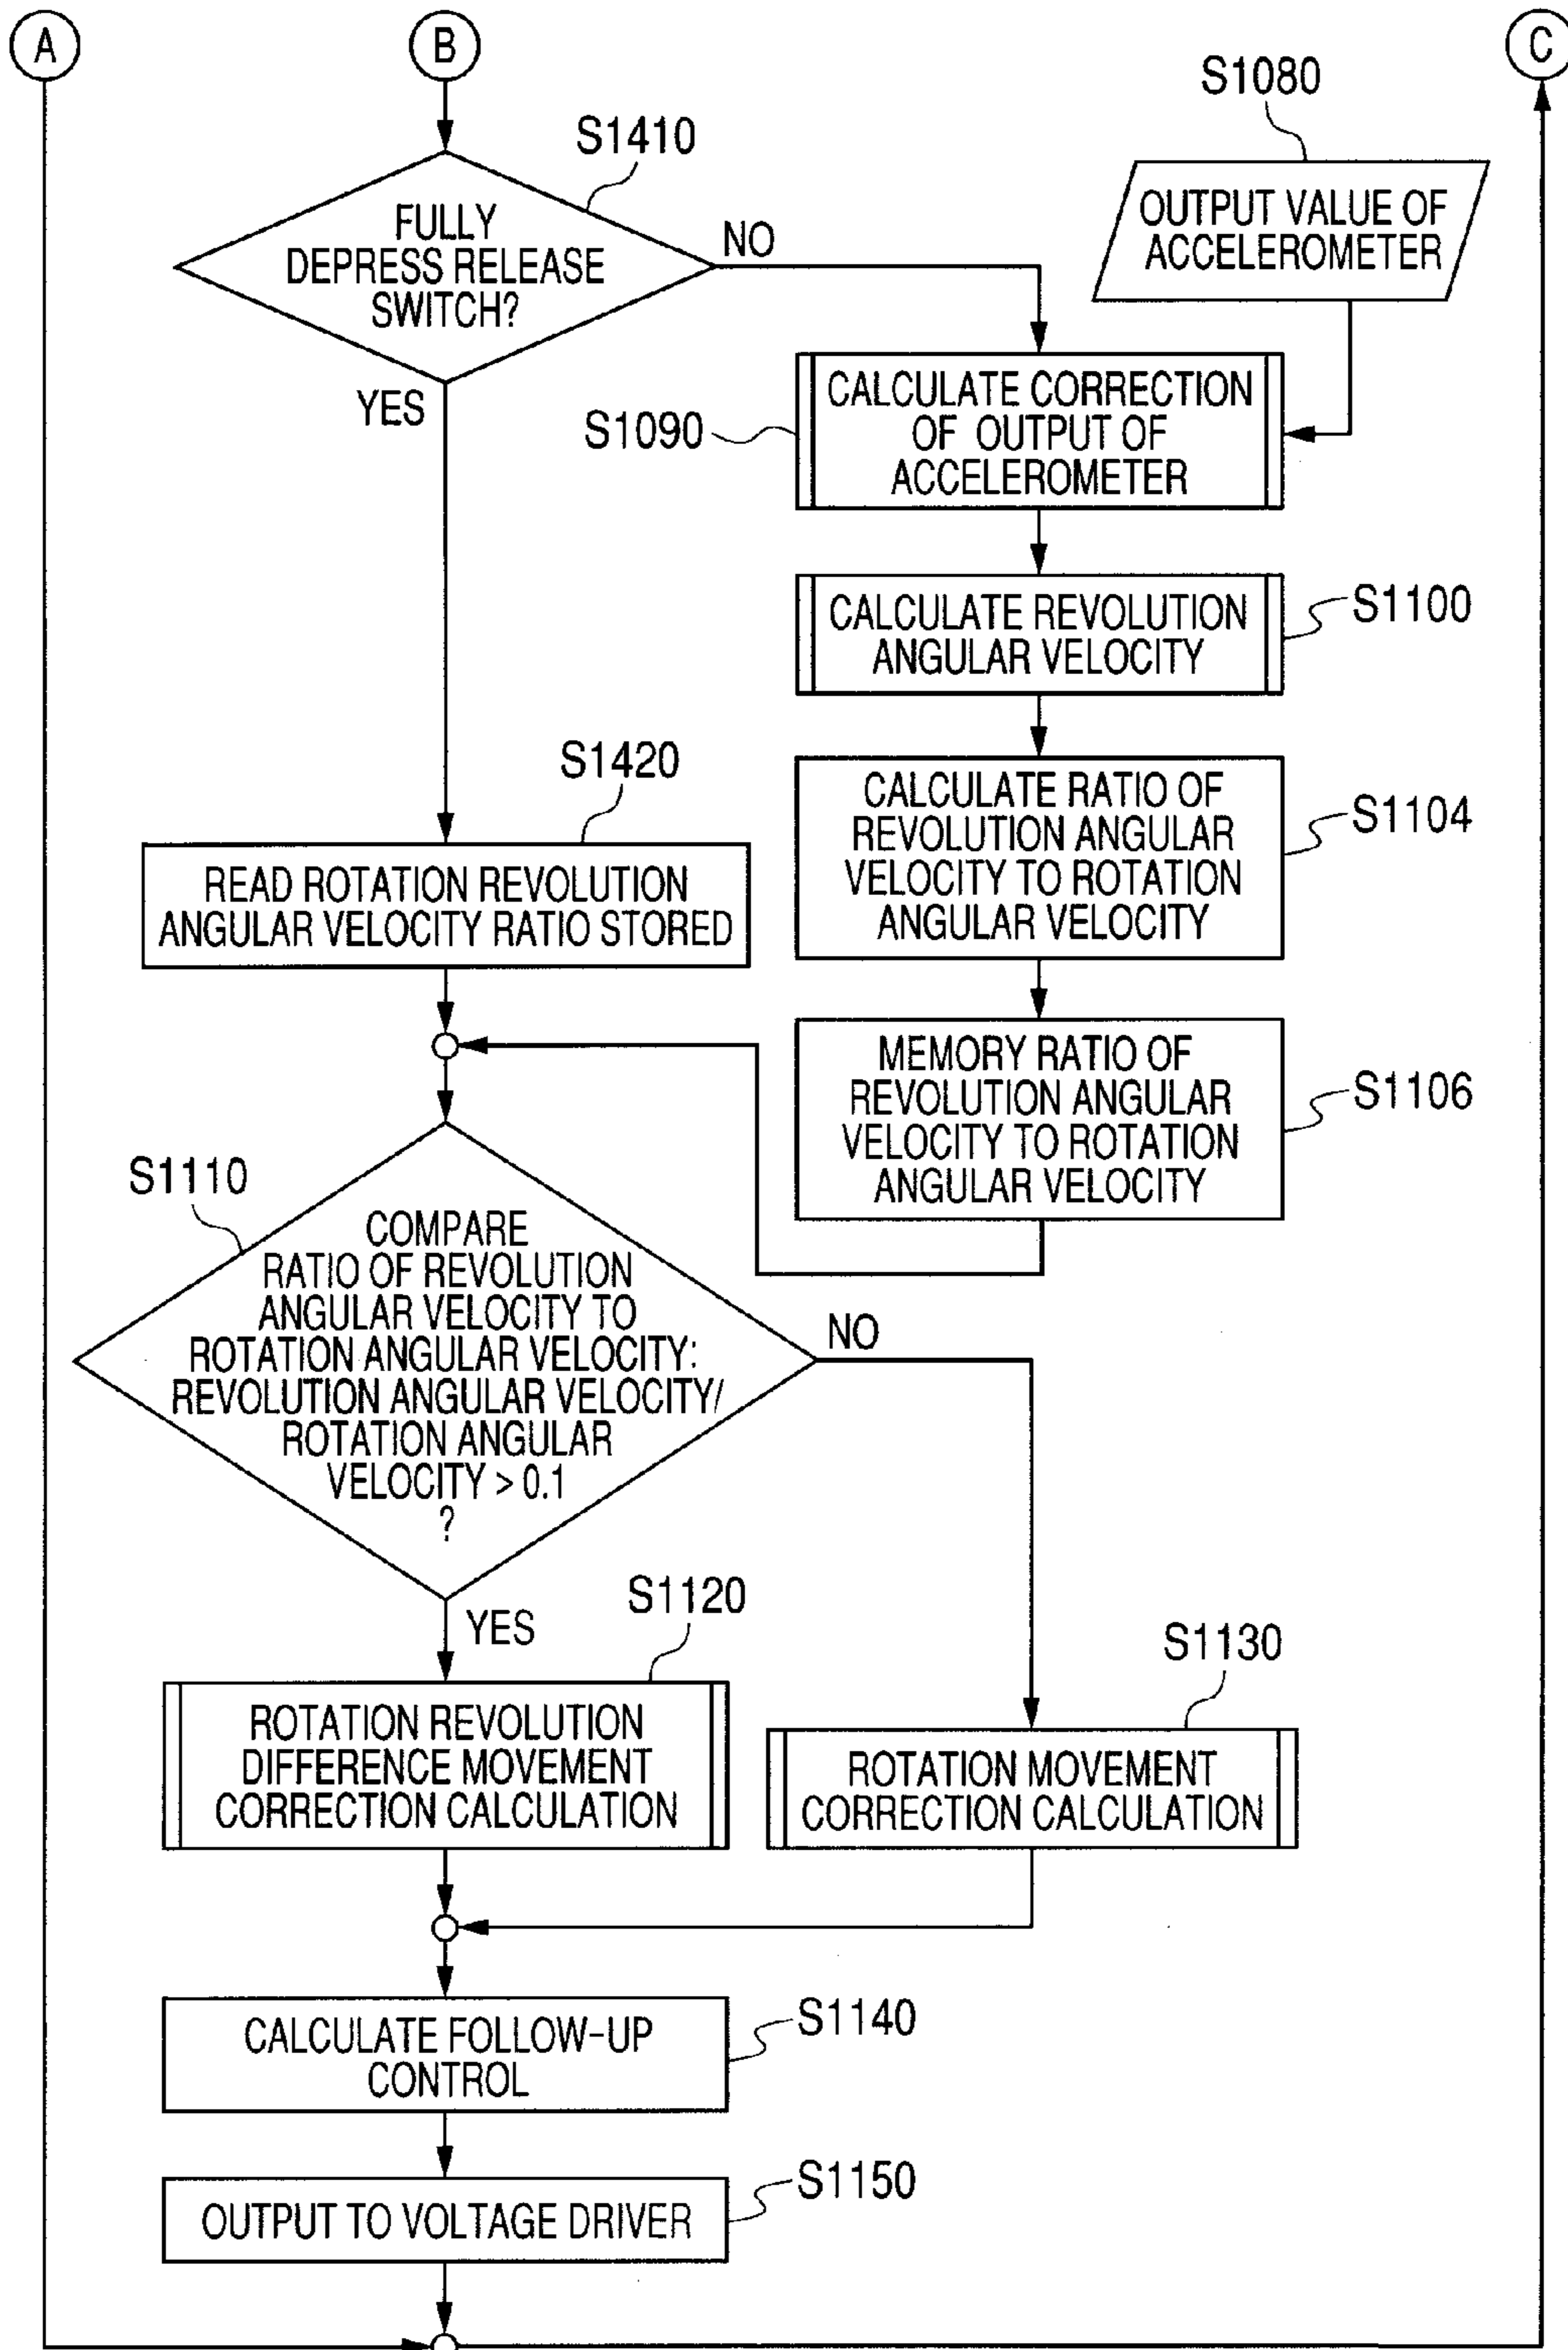 A
B
C
S1080
S1410
OUTPUT VALUE OF
ACCELEROMETER
FULLY
DEPRESS RELEASE
SWITCH?
NO
YES
S1090
CALCULATE CORRECTION
OF OUTPUT OF
ACCELEROMETER
CALCULATE REVOLUTION
ANGULAR VELOCITY
S1100
S1420
CALCULATE RATIO OF
REVOLUTION ANGULAR
VELOCITY TO ROTATION
ANGULAR VELOCITY
S1104
READ ROTATION REVOLUTION
ANGULAR VELOCITY RATIO STORED
MEMORY RATIO OF
REVOLUTION ANGULAR
VELOCITY TO ROTATION
ANGULAR VELOCITY
S1106
S1110
COMPARE
RATIO OF REVOLUTION
ANGULAR VELOCITY TO
ROTATION ANGULAR VELOCITY:
REVOLUTION ANGULAR VELOCITY/
ROTATION ANGULAR
VELOCITY > 0.1
?
NO
YES
S1120
S1130
ROTATION REVOLUTION
DIFFERENCE MOVEMENT
CORRECTION CALCULATION
ROTATION MOVEMENT
CORRECTION CALCULATION
CALCULATE FOLLOW-UP
CONTROL
S1140
OUTPUT TO VOLTAGE DRIVER
S1150